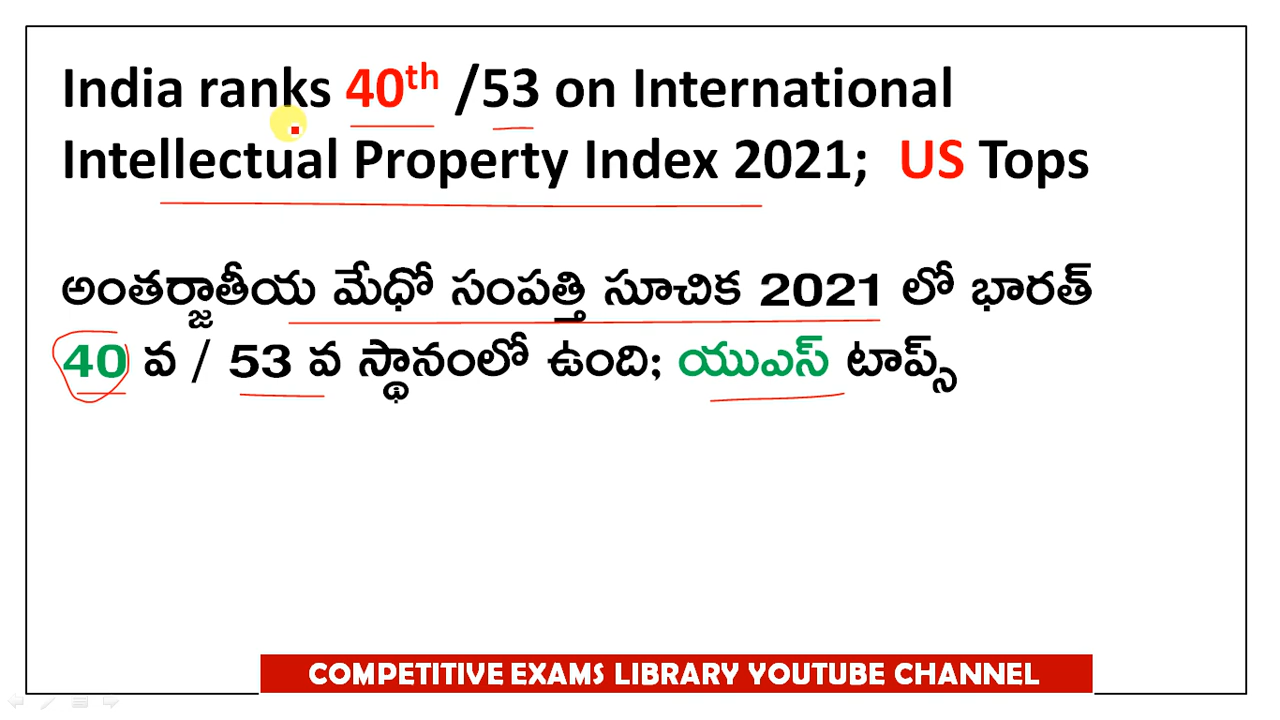 India ranks 40th /53 on International
Intellectual Property Index 2021; US Tops
అంతర్జాతీయ మేధో సంపత్తి సూచిక 2021 లో భారత్
40 వ / 53 వ స్థానంలో ఉంది; యుఎస్ టాప్స్
COMPETITIVE EXAMS LIBRARY YOUTUBE CHANNEL